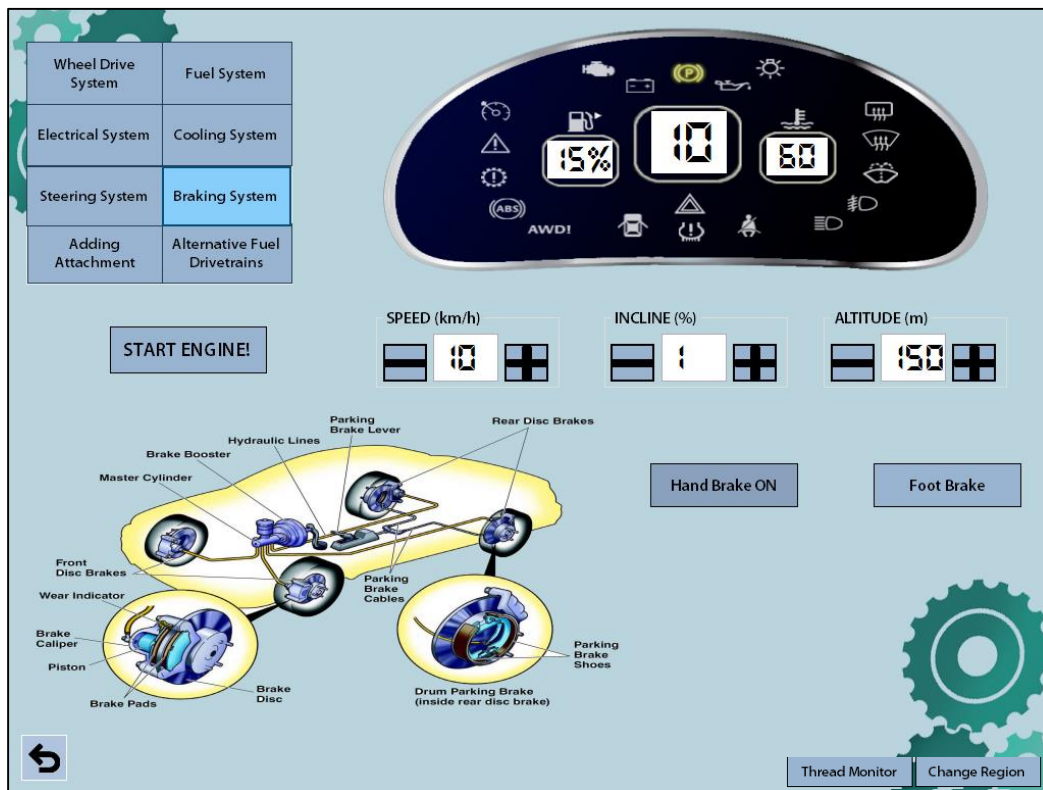 Wheel Drive
System
Fuel System
Electrical System
Cooling System
Steering System
Braking System
Adding
Attachment
Alternative Fuel
Drivetrains
(P)
15%
10
60
(ABS)
AWD!
START ENGINE!
SPEED (km/h)
10
INCLINE (%)
1
ALTITUDE (m)
150
Parking
Brake Lever
Rear Disc Brakes
Hydraulic Lines
Brake Booster
Master Cylinder
Front
Disc Brakes
Wear Indicator
Brake
Caliper
Piston
Brake Pads
Brake
Disc
Parking
Brake
Cables
Parking
Brake
Shoes
Drum Parking Brake
(inside rear disc brake)
Hand Brake ON
Foot Brake
Thread Monitor
Change Region